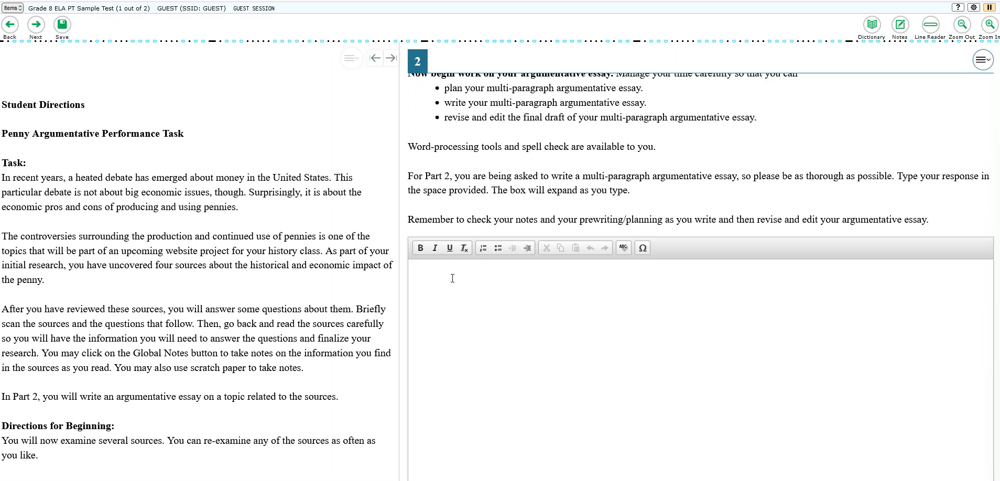 Items Grade 8 ELA PT Sample Test (1 out of 2) GUEST (SSID: GUEST) GUEST SESSION ?
Back Next Save Dictionary Notes Line Reader Zoom Out Zoom In
2
Student Directions
Penny Argumentative Performance Task
Task:
In recent years, a heated debate has emerged about money in the United States. This
particular debate is not about big economic issues, though. Surprisingly, it is about the
economic pros and cons of producing and using pennies.
The controversies surrounding the production and continued use of pennies is one of the
topics that will be part of an upcoming website project for your history class. As part of your
initial research, you have uncovered four sources about the historical and economic impact of
the penny.
After you have reviewed these sources, you will answer some questions about them. Briefly
scan the sources and the questions that follow. Then, go back and read the sources carefully
so you will have the information you will need to answer the questions and finalize your
research. You may click on the Global Notes button to take notes on the information you find
in the sources as you read. You may also use scratch paper to take notes.
In Part 2, you will write an argumentative essay on a topic related to the sources.
Directions for Beginning:
You will now examine several sources. You can re-examine any of the sources as often as
you like.
Now begin work on your argumentative essay. Manage your time carefully so that you can
• plan your multi-paragraph argumentative essay.
• write your multi-paragraph argumentative essay.
• revise and edit the final draft of your multi-paragraph argumentative essay.
Word-processing tools and spell check are available to you.
For Part 2, you are being asked to write a multi-paragraph argumentative essay, so please be as thorough as possible. Type your response in
the space provided. The box will expand as you type.
Remember to check your notes and your prewriting/planning as you write and then revise and edit your argumentative essay.
B I U Tx ABC Ω